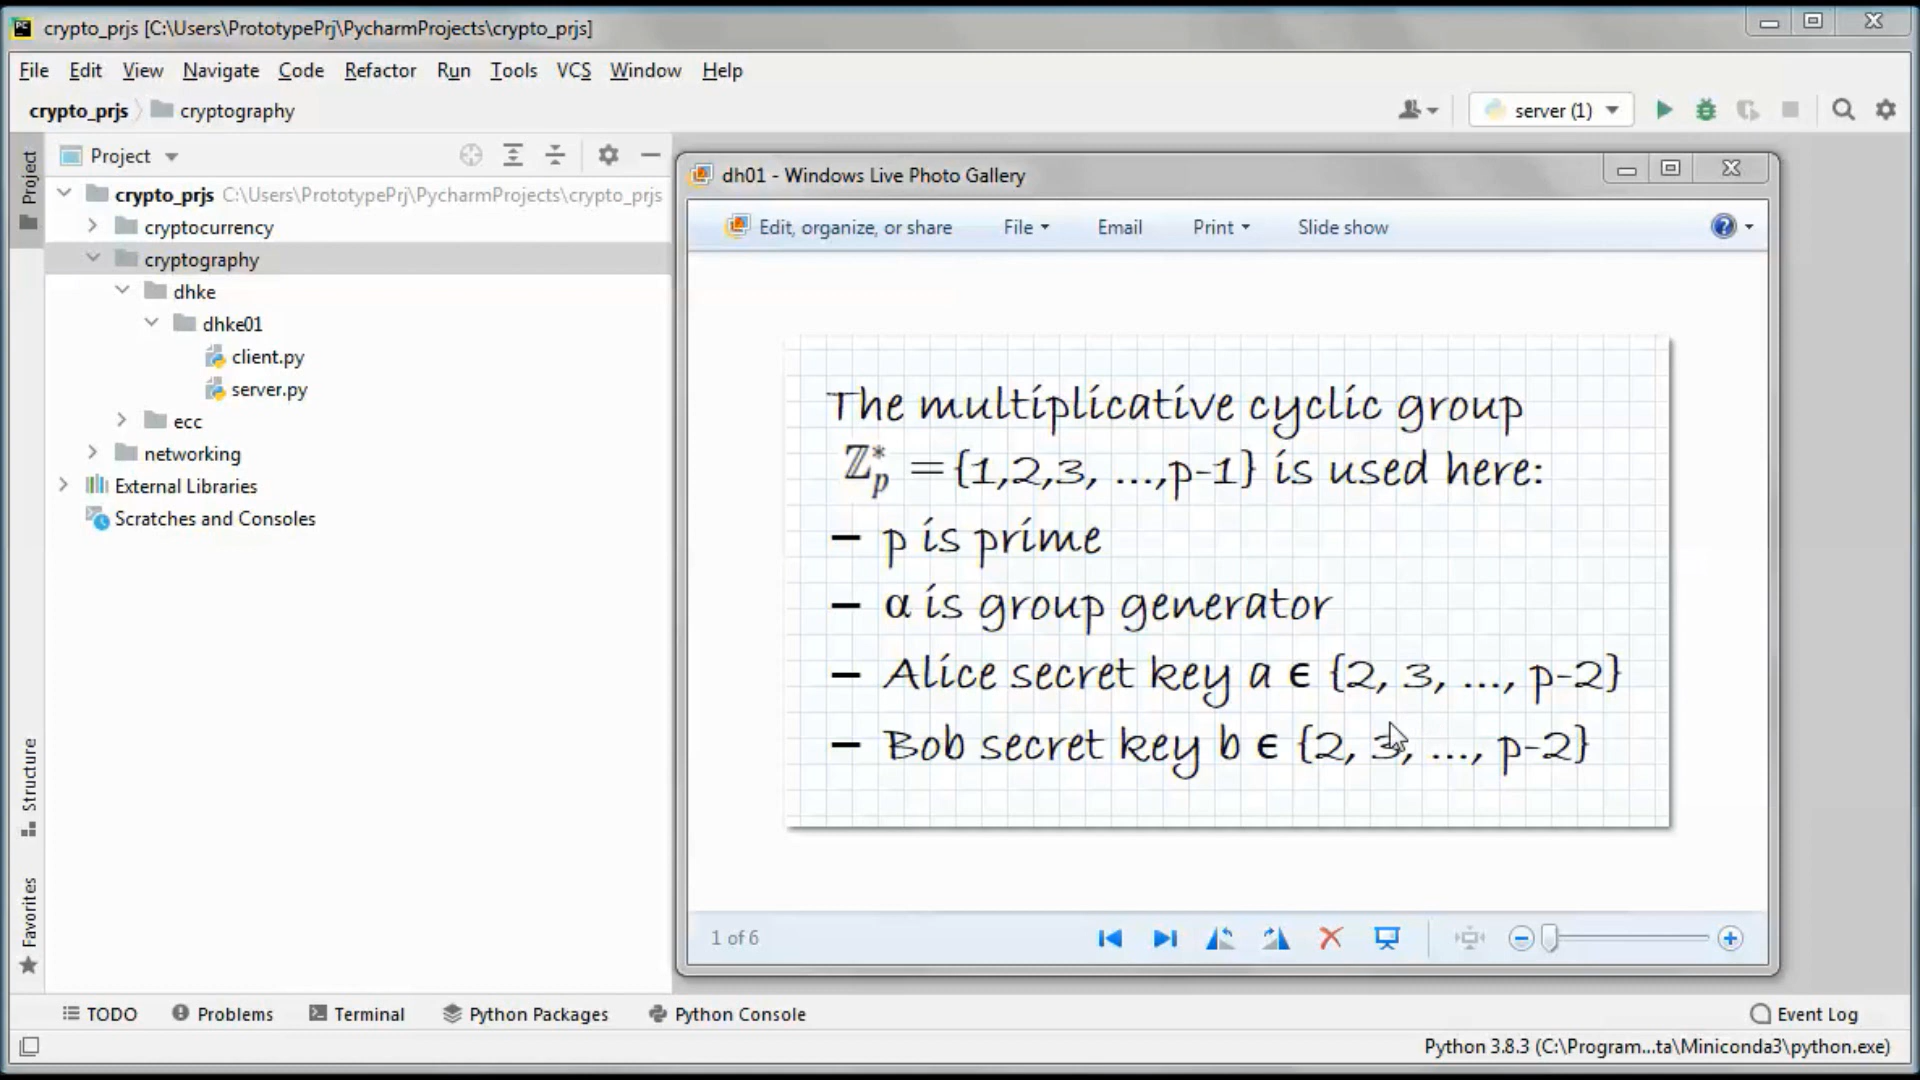 crypto_prjs [C:\Users\PrototypePrj\PycharmProjects\crypto_prjs]
File Edit View Navigate Code Refactor Run Tools VCS Window Help
crypto_prjs cryptography
server (1)
Project
Project
crypto_prjs C:\Users\PrototypePrj\PycharmProjects\crypto_prjs
cryptocurrency
cryptography
dhke
dhke01
client.py
server.py
ecc
networking
External Libraries
Scratches and Consoles
Structure
Favorites
dh01 - Windows Live Photo Gallery
Edit, organize, or share File Email Print Slide show
The multiplicative cyclic group
ℤ*p = {1,2,3, ...,p-1} is used here:
– p is prime
– α is group generator
– Alice secret key a ϵ {2, 3, ..., p-2}
– Bob secret key b ϵ {2, 3, ..., p-2}
1 of 6
TODO Problems Terminal Python Packages Python Console Event Log
Python 3.8.3 (C:\Program...ta\Miniconda3\python.exe)